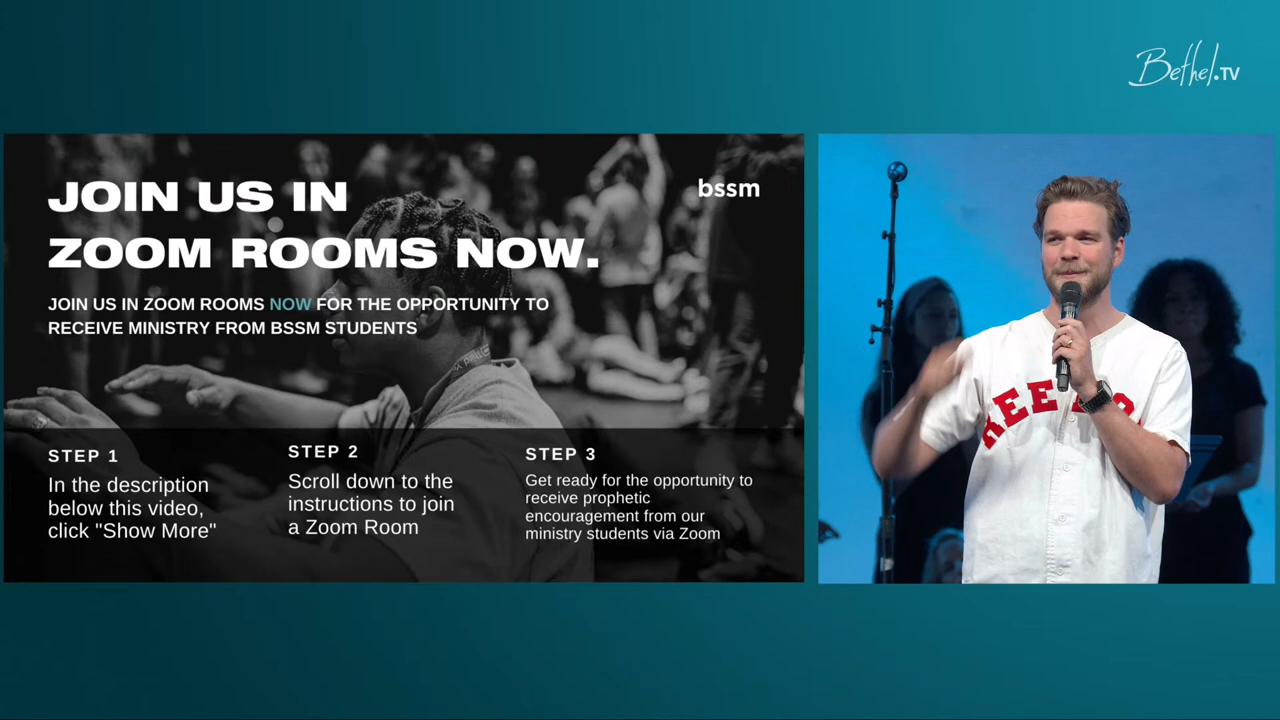 Bethel.TV
JOIN US IN
ZOOM ROOMS NOW.
bssm
JOIN US IN ZOOM ROOMS NOW FOR THE OPPORTUNITY TO
RECEIVE MINISTRY FROM BSSM STUDENTS
STEP 1
In the description
below this video,
click "Show More"
STEP 2
Scroll down to the
instructions to join
a Zoom Room
STEP 3
Get ready for the opportunity to
receive prophetic
encouragement from our
ministry students via Zoom